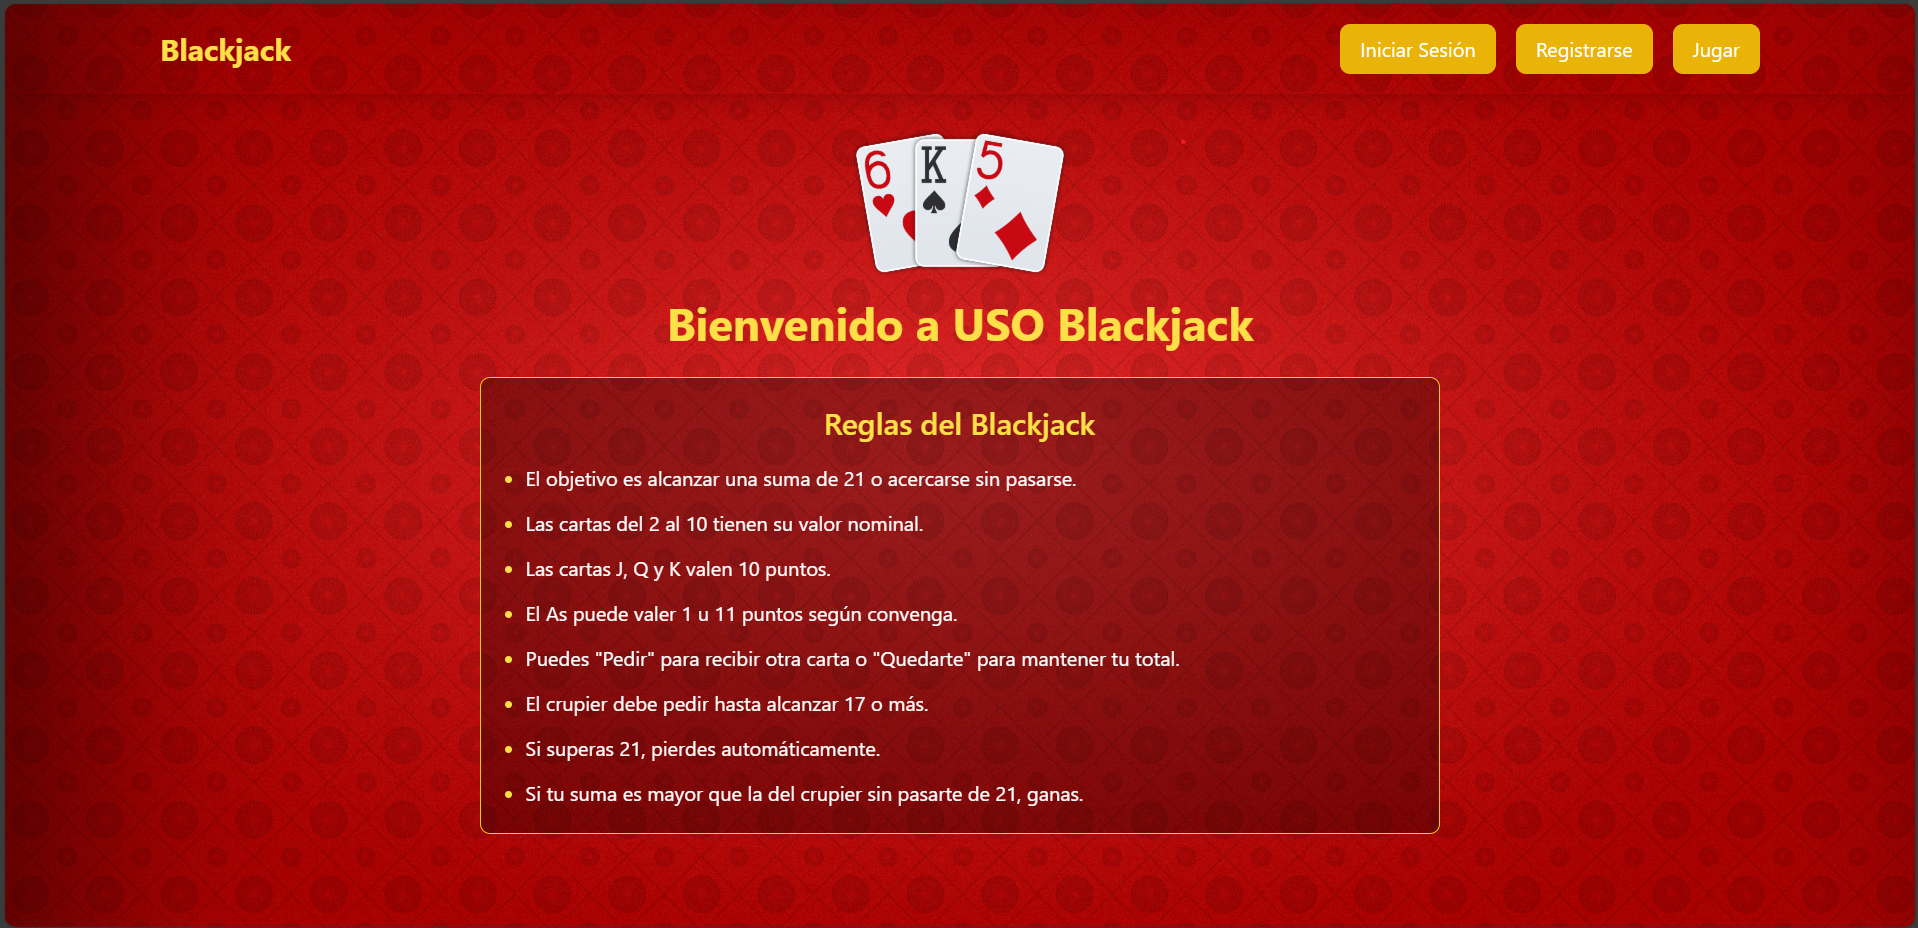 Blackjack
Iniciar Sesión
Registrarse
Jugar
6
K
5
Bienvenido a USO Blackjack
Reglas del Blackjack
El objetivo es alcanzar una suma de 21 o acercarse sin pasarse.
Las cartas del 2 al 10 tienen su valor nominal.
Las cartas J, Q y K valen 10 puntos.
El As puede valer 1 u 11 puntos según convenga.
Puedes "Pedir" para recibir otra carta o "Quedarte" para mantener tu total.
El crupier debe pedir hasta alcanzar 17 o más.
Si superas 21, pierdes automáticamente.
Si tu suma es mayor que la del crupier sin pasarte de 21, ganas.